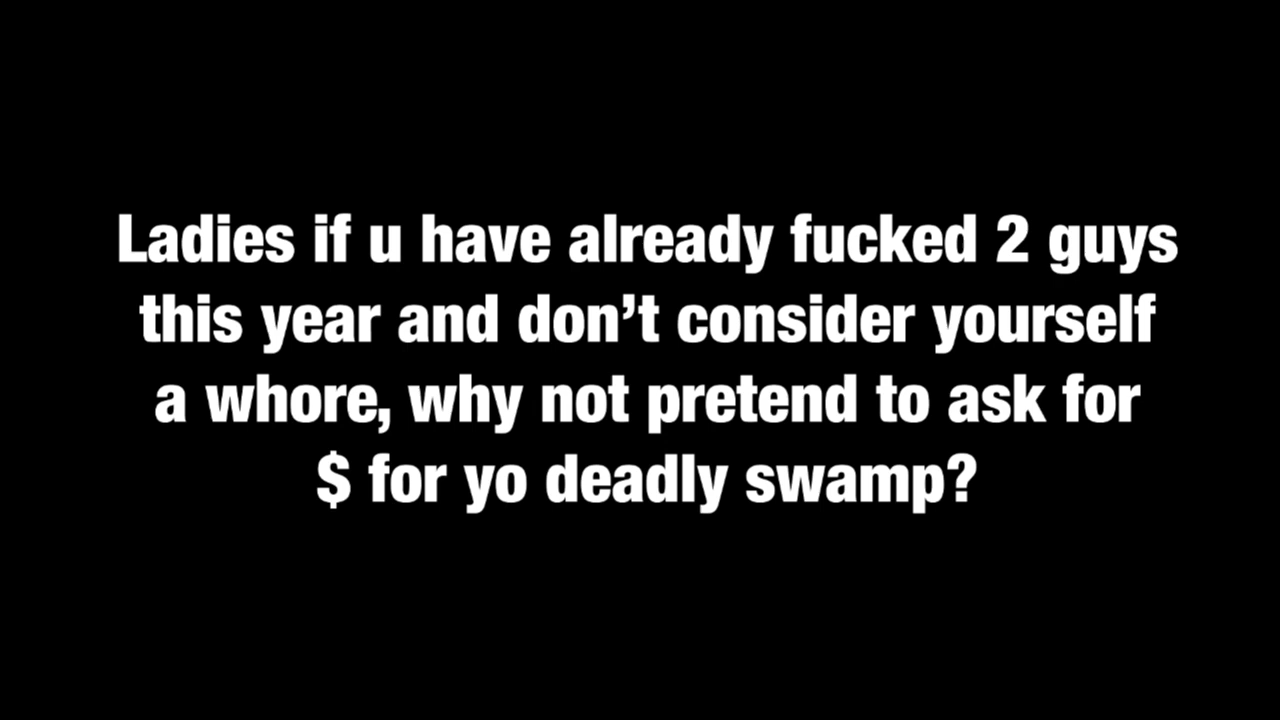 Ladies if u have already fucked 2 guys
this year and don’t consider yourself
a whore, why not pretend to ask for
$ for yo deadly swamp?